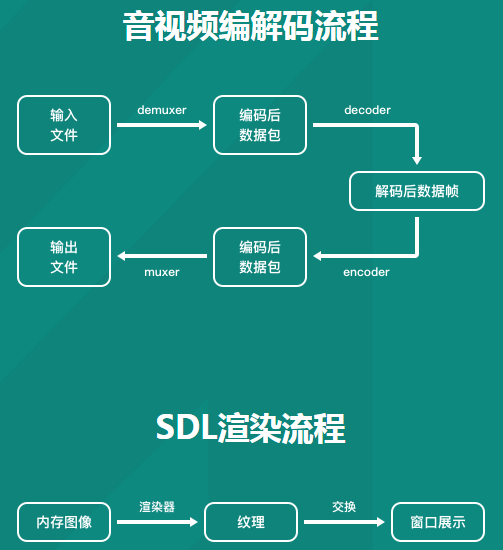 音视频编解码流程
输入
文件
demuxer
编码后
数据包
decoder
解码后数据帧
输出
文件
muxer
编码后
数据包
encoder
SDL渲染流程
内存图像
渲染器
纹理
交换
窗口展示